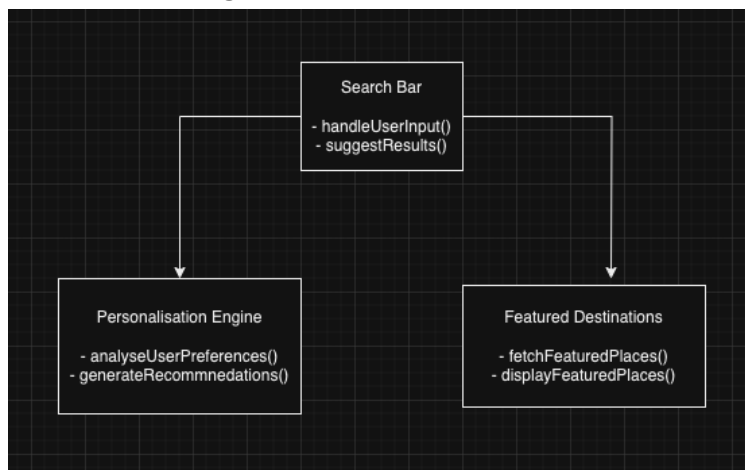 Search Bar
- handleUserInput()
- suggestResults()
Personalisation Engine
- analyseUserPreferences()
- generateRecommnedations()
Featured Destinations
- fetchFeaturedPlaces()
- displayFeaturedPlaces()